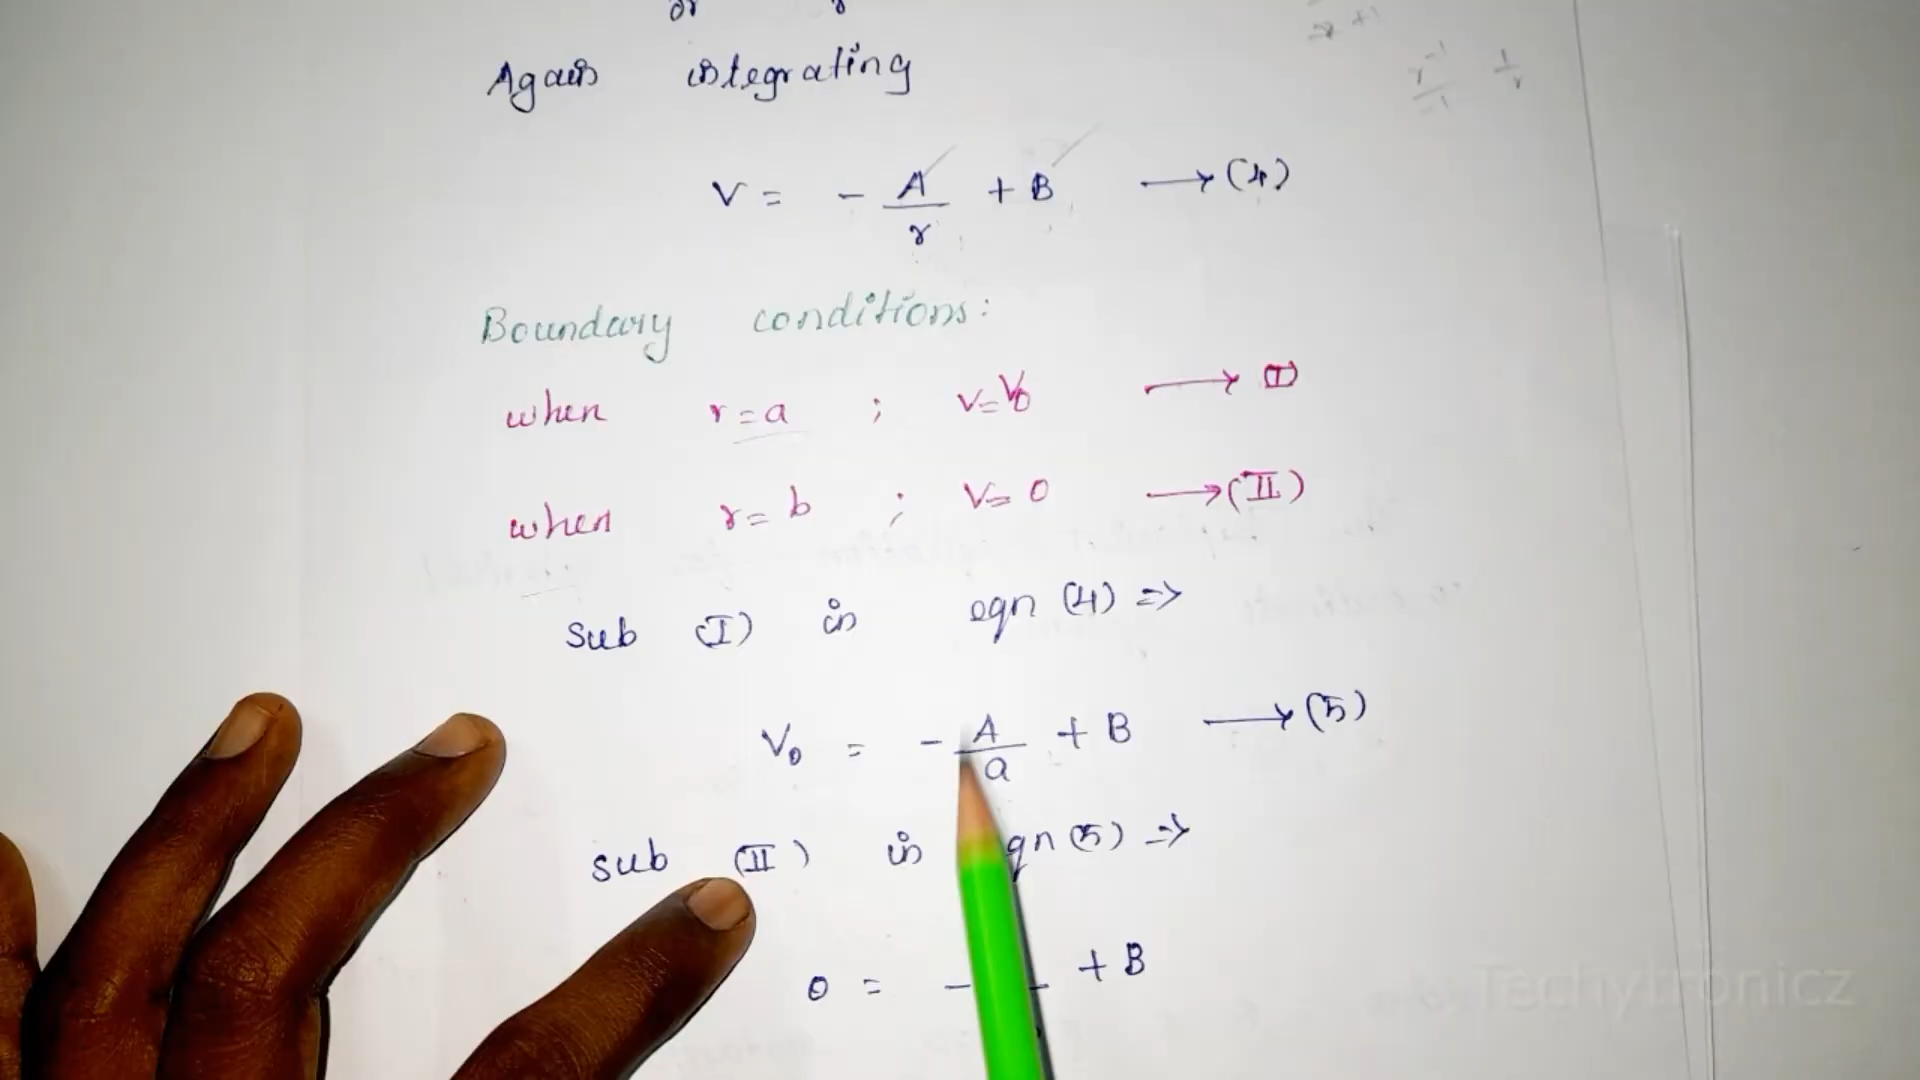 Again integrating
V = - A/r + B → (4)
Boundary conditions:
when r = a ; V = V0 → (I)
when r = b ; V = 0 → (II)
Sub (I) in eqn (4) =>
V0 = - A/a + B → (5)
sub (II) in qn (5) =>
0 = - + B
Techytronicz